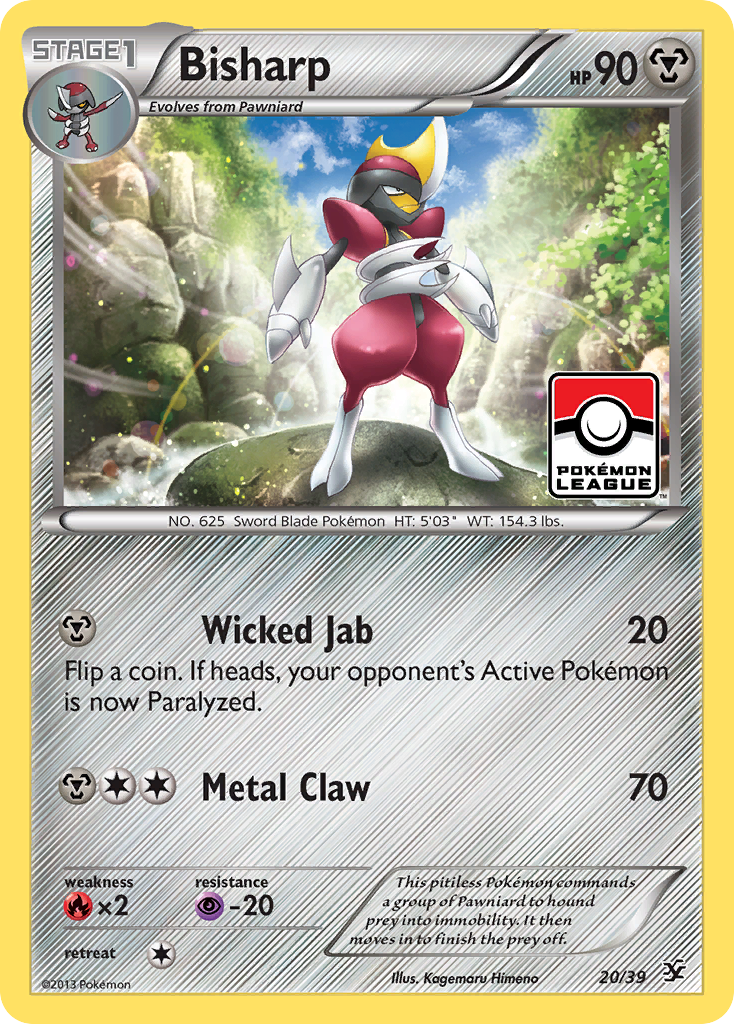 STAGE1
Bisharp
HP 90
Evolves from Pawniard
POKÉMON
LEAGUE
™
NO. 625 Sword Blade Pokémon HT: 5'03" WT: 154.3 lbs.
Wicked Jab 20
Flip a coin. If heads, your opponent's Active Pokémon
is now Paralyzed.
Metal Claw 70
weakness resistance
×2 -20
retreat
This pitiless Pokémon commands
a group of Pawniard to hound
prey into immobility. It then
moves in to finish the prey off.
©2013 Pokémon
Illus. Kagemaru Himeno
20/39